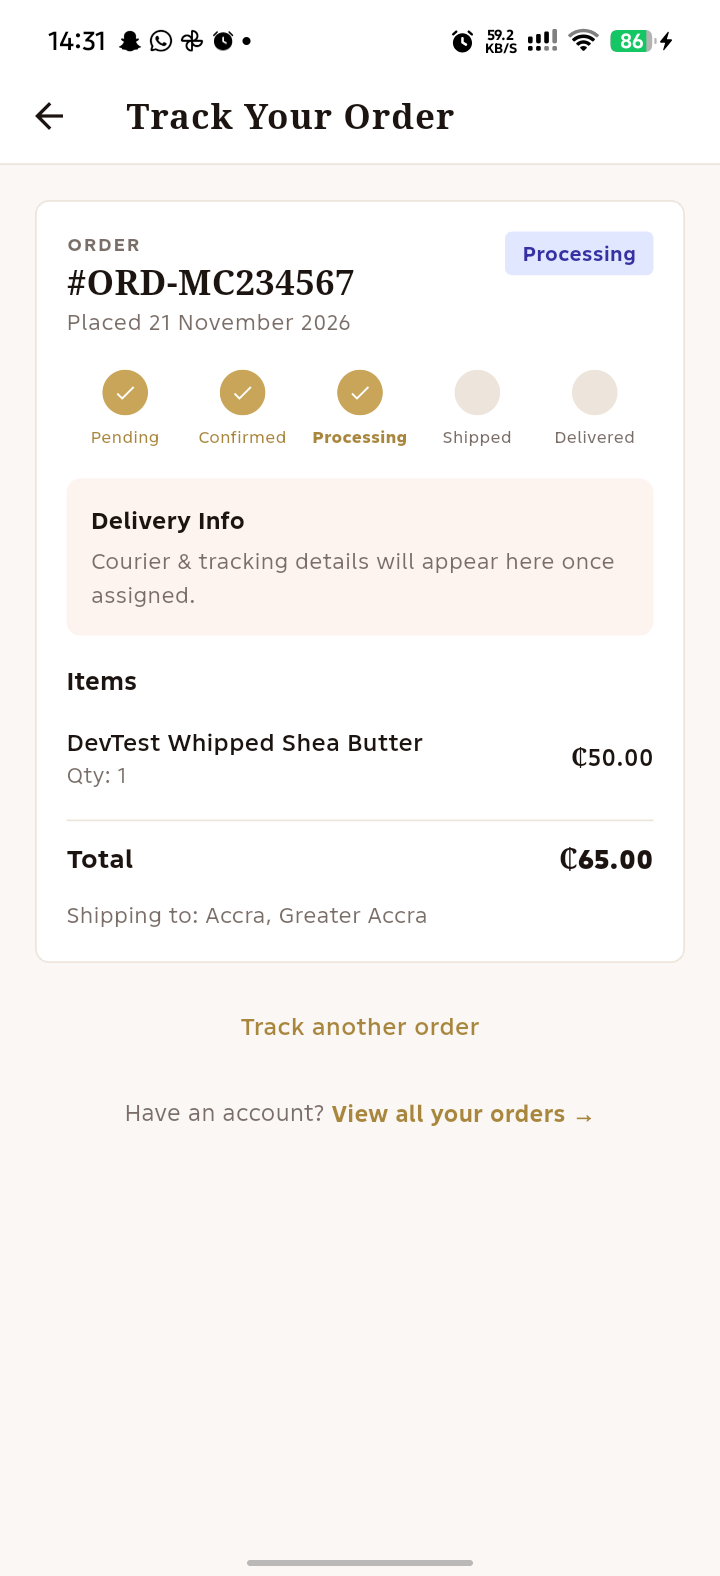 14:31
59.2
KB/S
86
Track Your Order
ORDER
Processing
#ORD-MC234567
Placed 21 November 2026
Pending Confirmed Processing Shipped Delivered
Delivery Info
Courier & tracking details will appear here once
assigned.
Items
DevTest Whipped Shea Butter
₵50.00
Qty: 1
Total ₵65.00
Shipping to: Accra, Greater Accra
Track another order
Have an account? View all your orders →